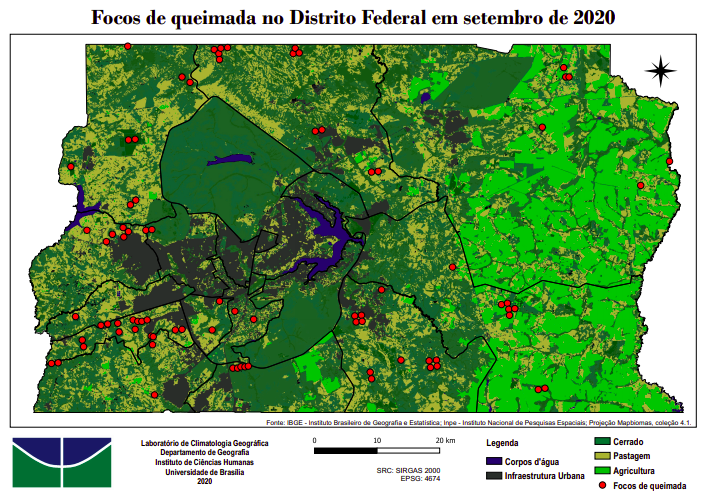 Focos de queimada no Distrito Federal em setembro de 2020
Fonte: IBGE - Instituto Brasileiro de Geografia e Estatística; Inpe - Instituto Nacional de Pesquisas Espaciais; Projeção Mapbiomas, coleção 4.1.
Laboratório de Climatologia Geográfica
Departamento de Geografia
Instituto de Ciências Humanas
Universidade de Brasília
2020
0 10 20 km
SRC: SIRGAS 2000
EPSG: 4674
Legenda
Corpos d'água
Infraestrutura Urbana
Cerrado
Pastagem
Agricultura
Focos de queimada